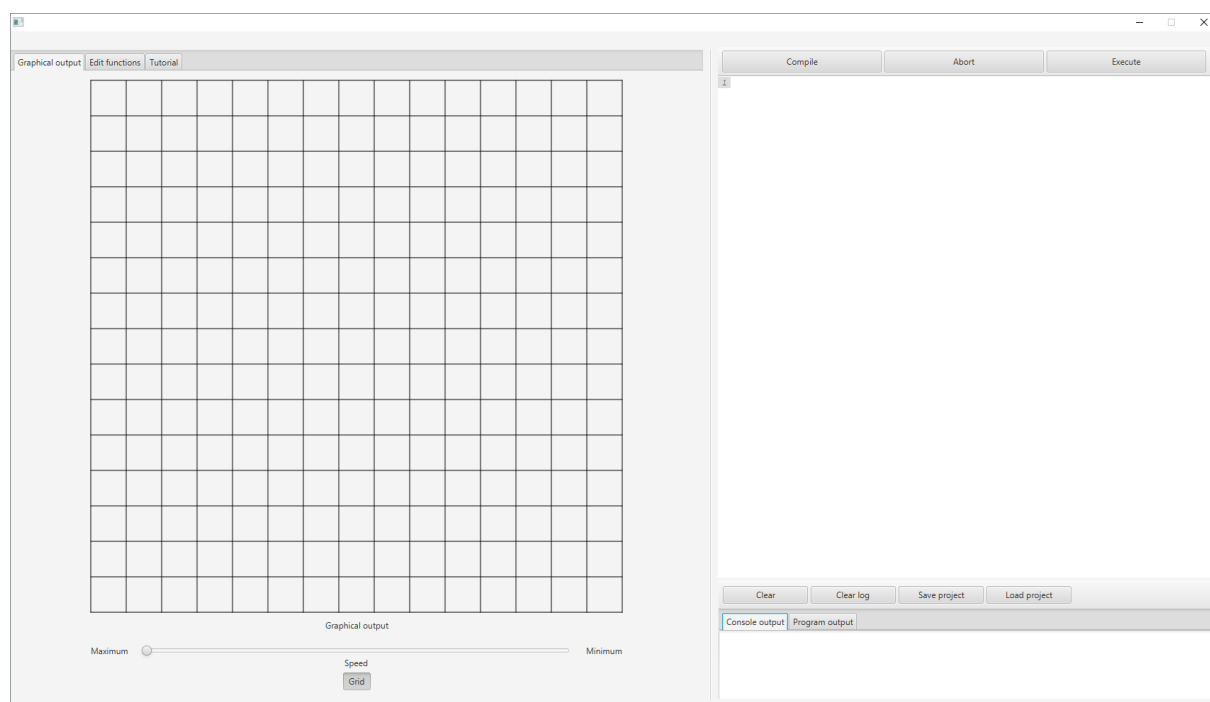 Graphical output Edit functions Tutorial
Compile Abort Execute
1
Clear Clear log Save project Load project
Graphical output
Console output Program output
Maximum Minimum
Speed
Grid